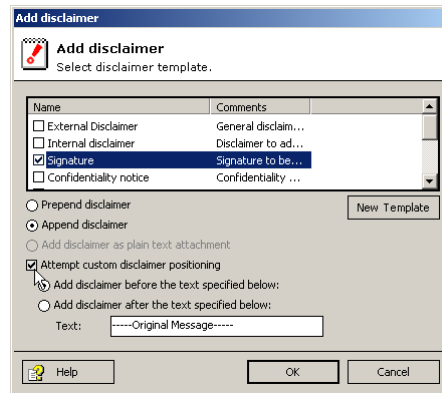 Add disclaimer
Add disclaimer
Select disclaimer template.
Name Comments
External Disclaimer General disclaim...
Internal disclaimer Disclaimer to ad...
Signature Signature to be...
Confidentiality notice Confidentiality ...
Prepend disclaimer New Template
Append disclaimer
Add disclaimer as plain text attachment
Attempt custom disclaimer positioning
Add disclaimer before the text specified below:
Add disclaimer after the text specified below:
Text: -----Original Message-----
Help OK Cancel